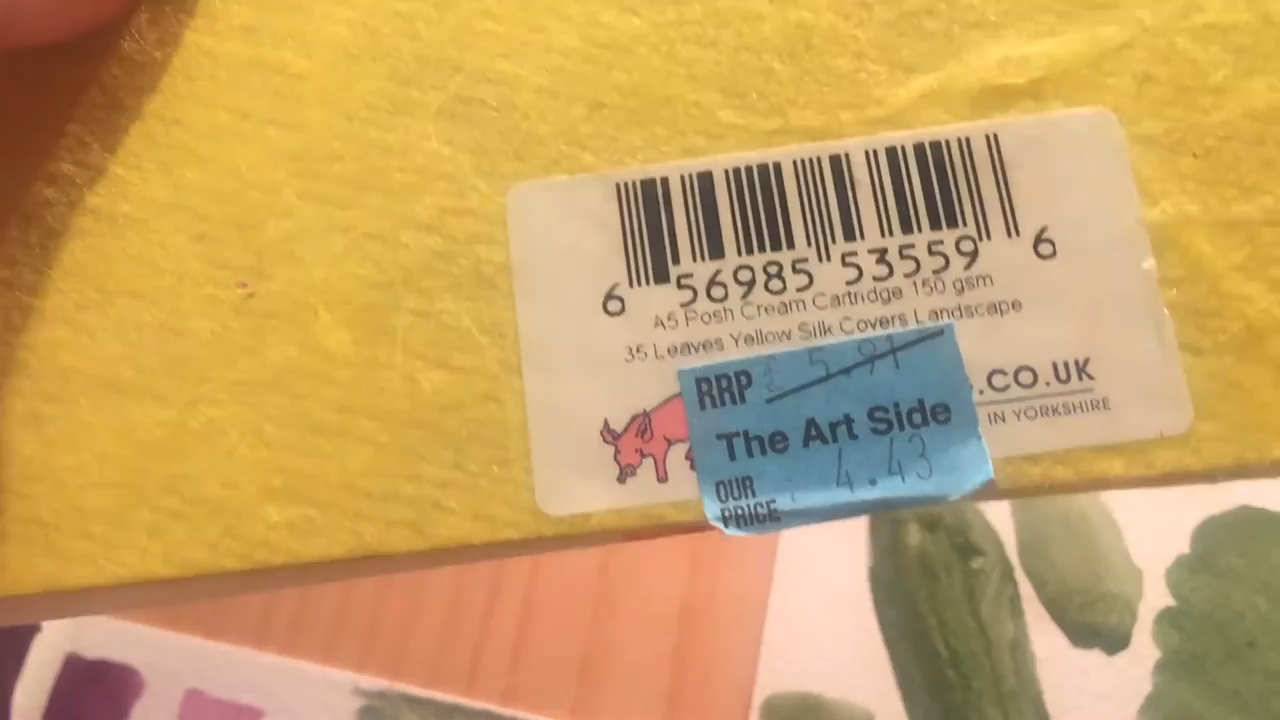 6 56985 53559 6
A5 Posh Cream Cartridge 150 gsm
35 Leaves Yellow Silk Covers Landscape
RRP £ 5.91
.CO.UK
The Art Side
IN YORKSHIRE
OUR PRICE : 4.43